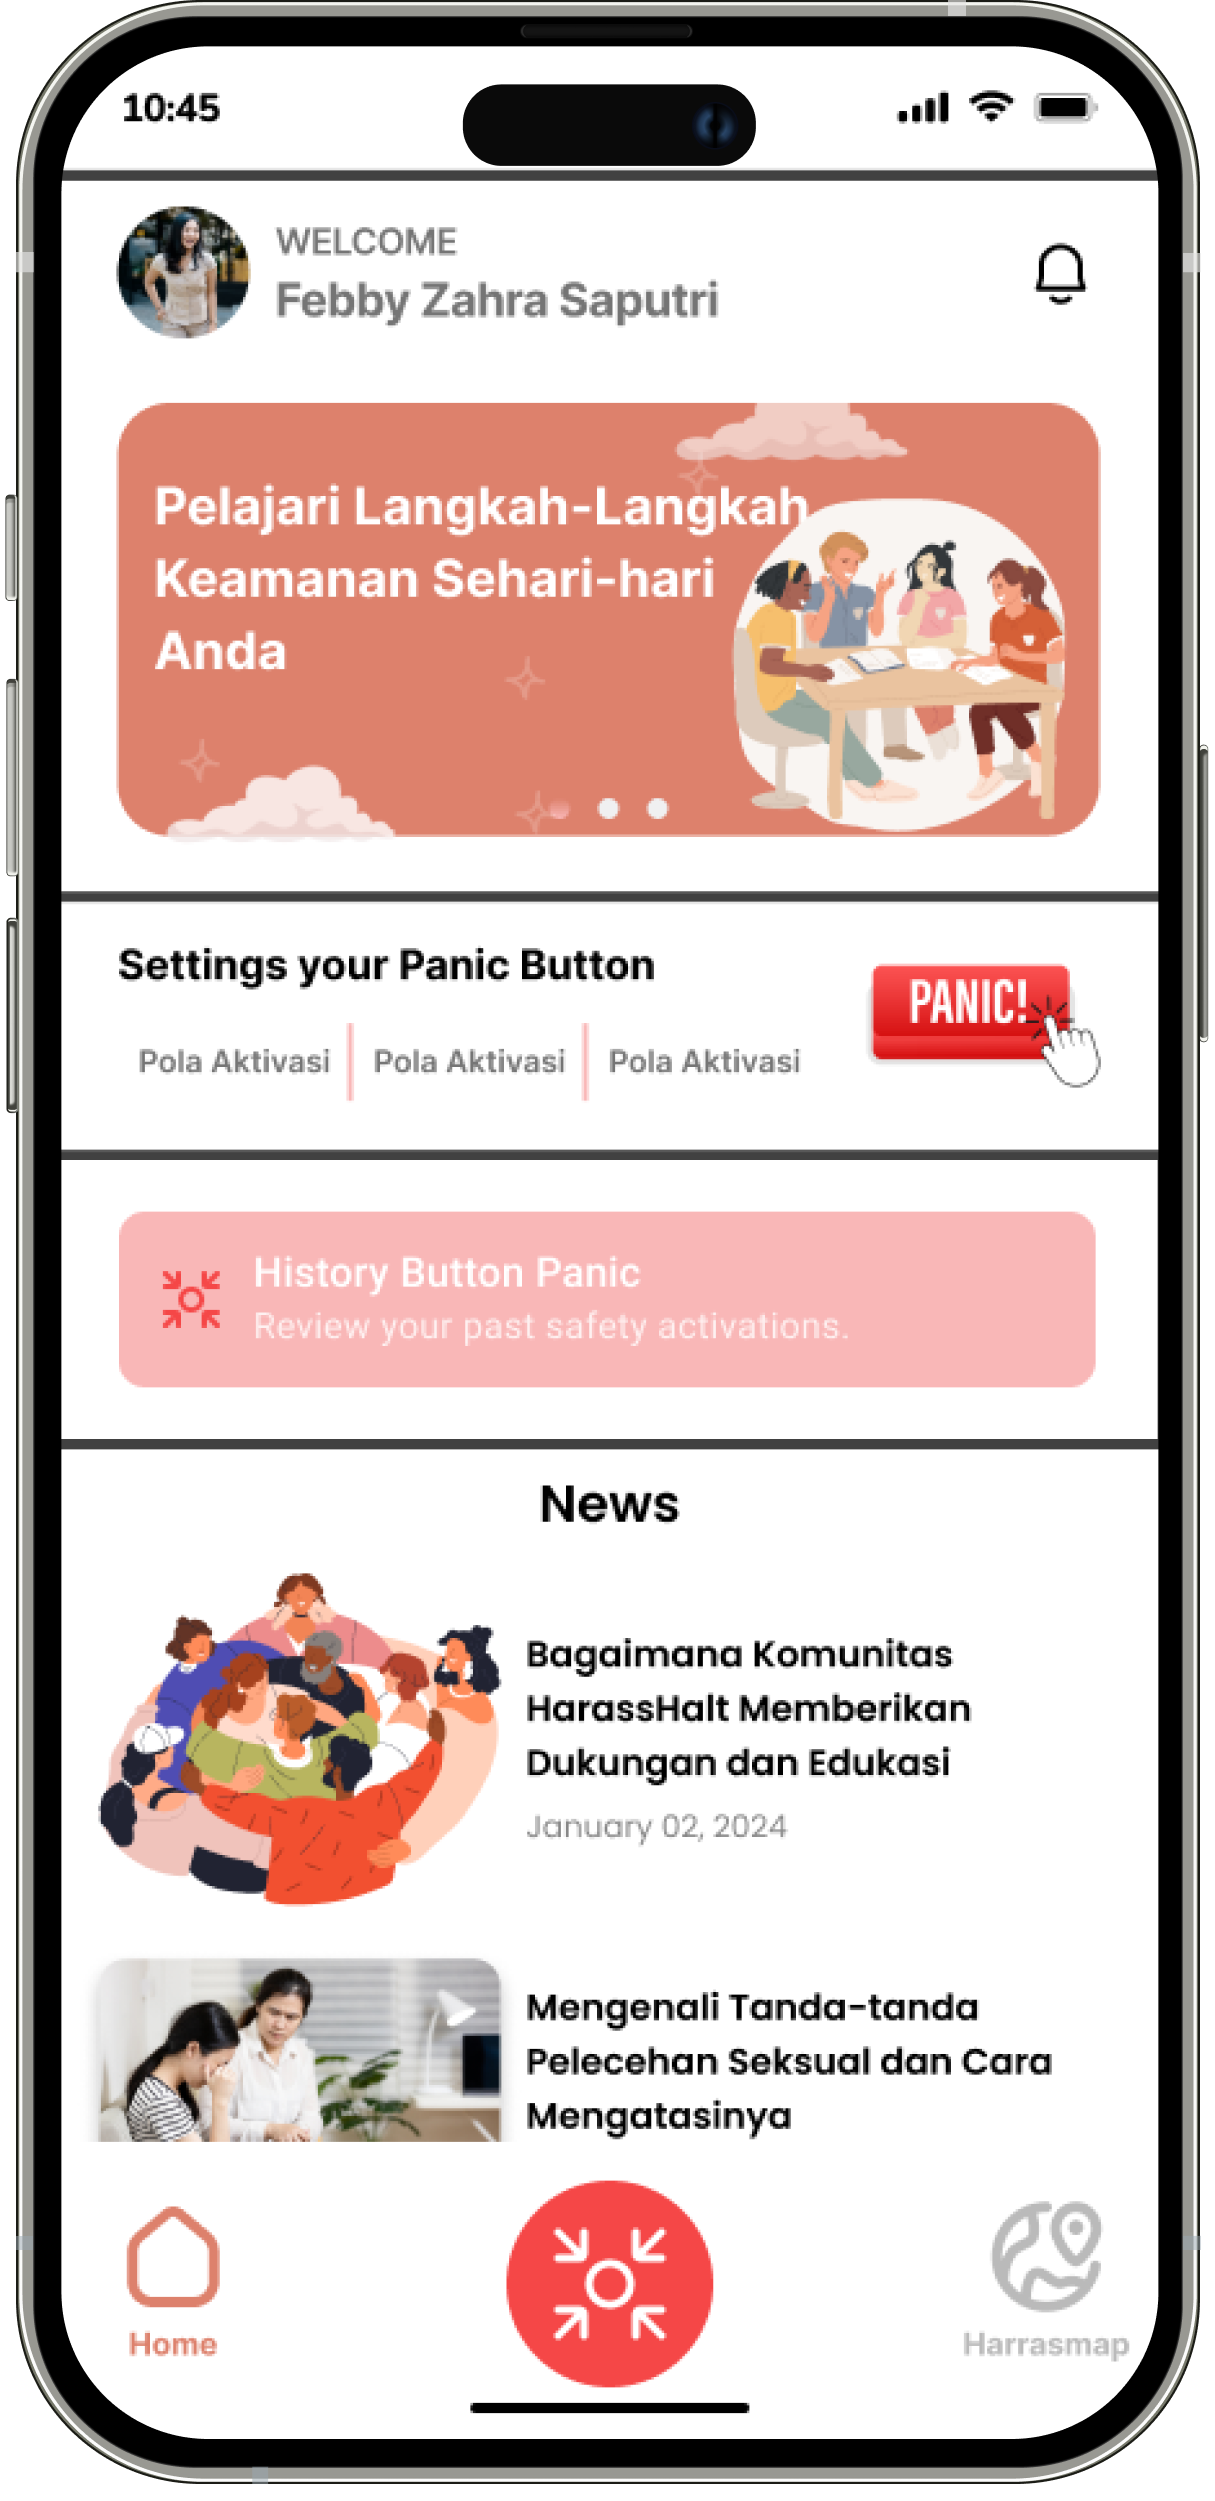 10:45
WELCOME
Febby Zahra Saputri
Pelajari Langkah-Langkah
Keamanan Sehari-hari
Anda
Settings your Panic Button
PANIC!
Pola Aktivasi
Pola Aktivasi
Pola Aktivasi
History Button Panic
Review your past safety activations.
News
Bagaimana Komunitas
HarassHalt Memberikan
Dukungan dan Edukasi
January 02, 2024
Mengenali Tanda-tanda
Pelecehan Seksual dan Cara
Mengatasinya
Home
Harrasmap